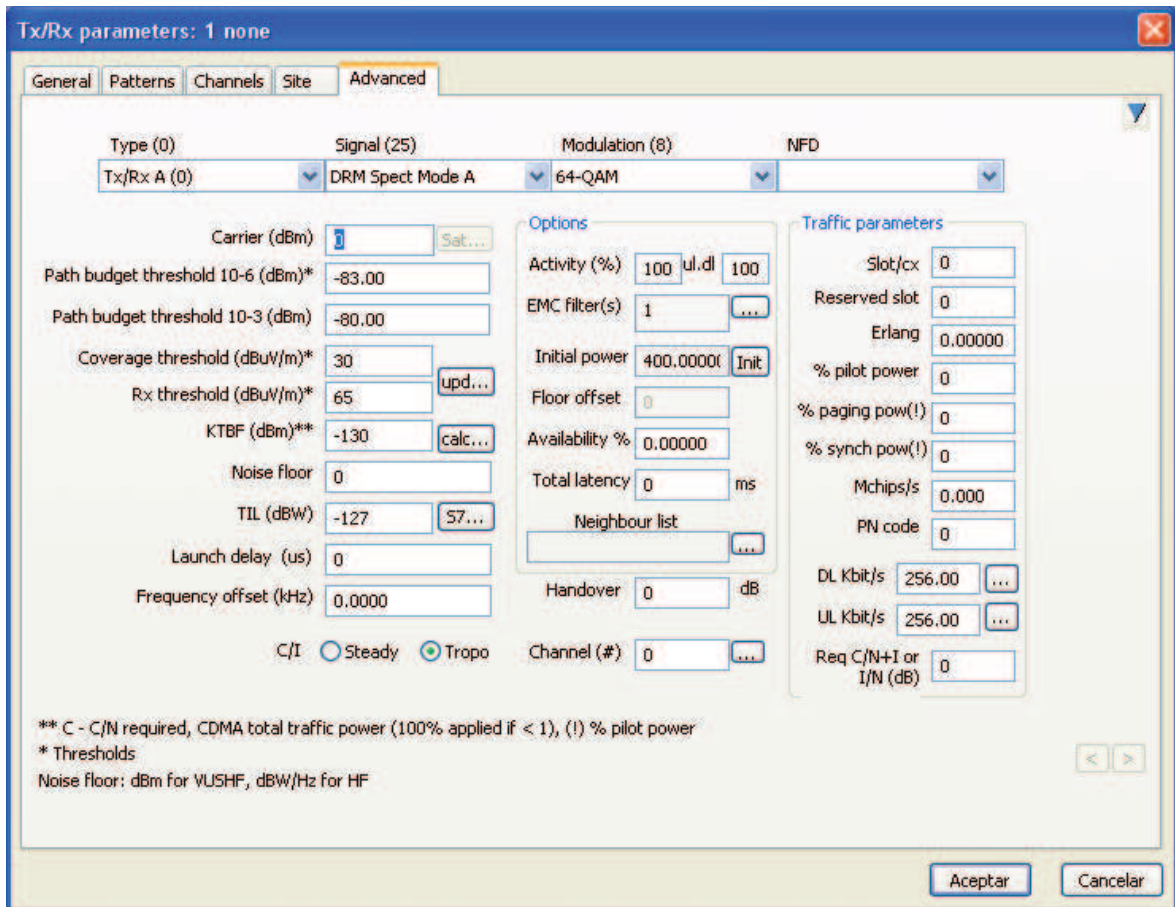 Tx/Rx parameters: 1 none
General Patterns Channels Site Advanced
Type (0) Signal (25) Modulation (8) NFD
Tx/Rx A (0) DRM Spect Mode A 64-QAM
Carrier (dBm) 0 Sat...
Path budget threshold 10-6 (dBm)* -83.00
Path budget threshold 10-3 (dBm) -80.00
Coverage threshold (dBuV/m)* 30
upd...
Rx threshold (dBuV/m)* 65
KTBF (dBm)** -130 calc...
Noise floor 0
TIL (dBW) -127 S7...
Launch delay (us) 0
Frequency offset (kHz) 0.0000
C/I Steady Tropo
Options
Activity (%) 100 ul.dl 100
EMC filter(s) 1 ...
Initial power 400.0000( Init
Floor offset 0
Availability % 0.00000
Total latency 0 ms
Neighbour list
...
Handover 0 dB
Channel (#) 0 ...
Traffic parameters
Slot/cx 0
Reserved slot 0
Erlang 0.00000
% pilot power 0
% paging pow(!) 0
% synch pow(!) 0
Mchips/s 0.000
PN code 0
DL Kbit/s 256.00 ...
UL Kbit/s 256.00 ...
Req C/N+I or
I/N (dB) 0
** C - C/N required, CDMA total traffic power (100% applied if < 1), (!) % pilot power
* Thresholds
Noise floor: dBm for VUSHF, dBW/Hz for HF
< >
Aceptar Cancelar